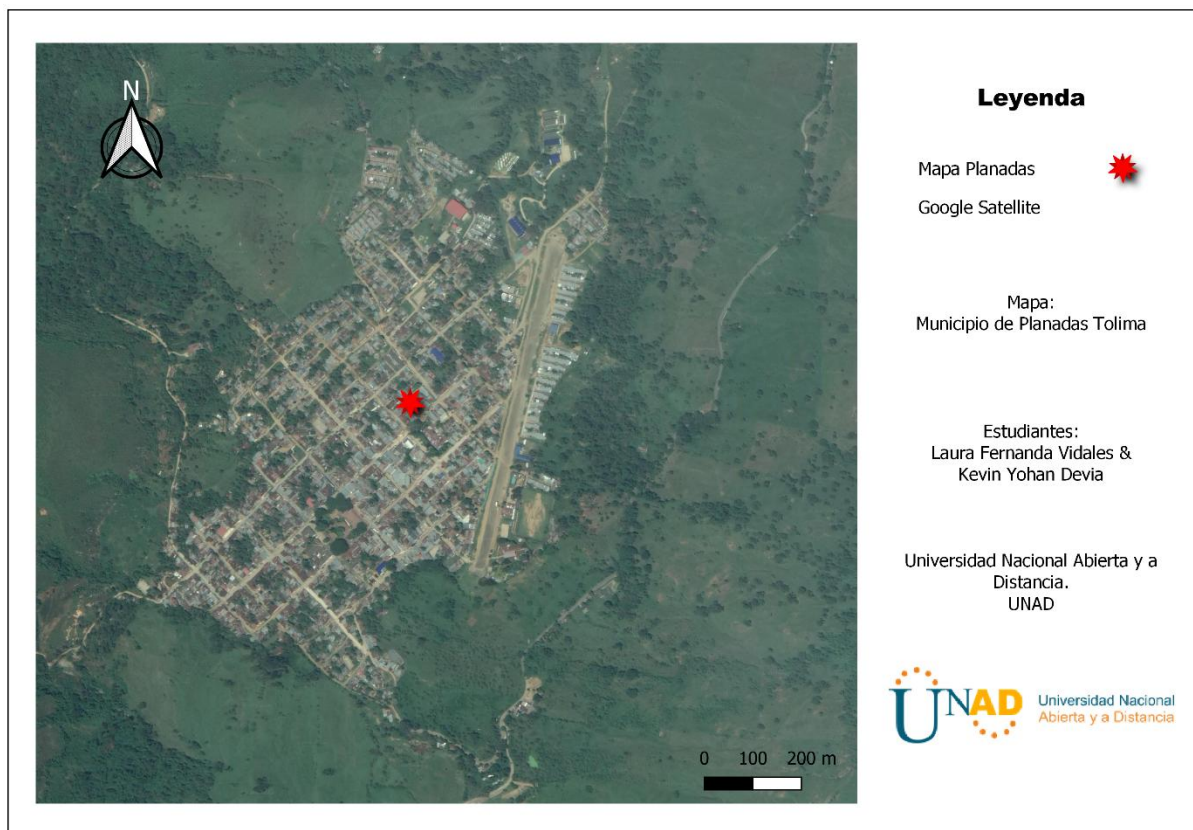 N
0 100 200 m
Leyenda
Mapa Planadas
Google Satellite
Mapa:
Municipio de Planadas Tolima
Estudiantes:
Laura Fernanda Vidales &
Kevin Yohan Devia
Universidad Nacional Abierta y a
Distancia.
UNAD
UNAD
Universidad Nacional
Abierta y a Distancia